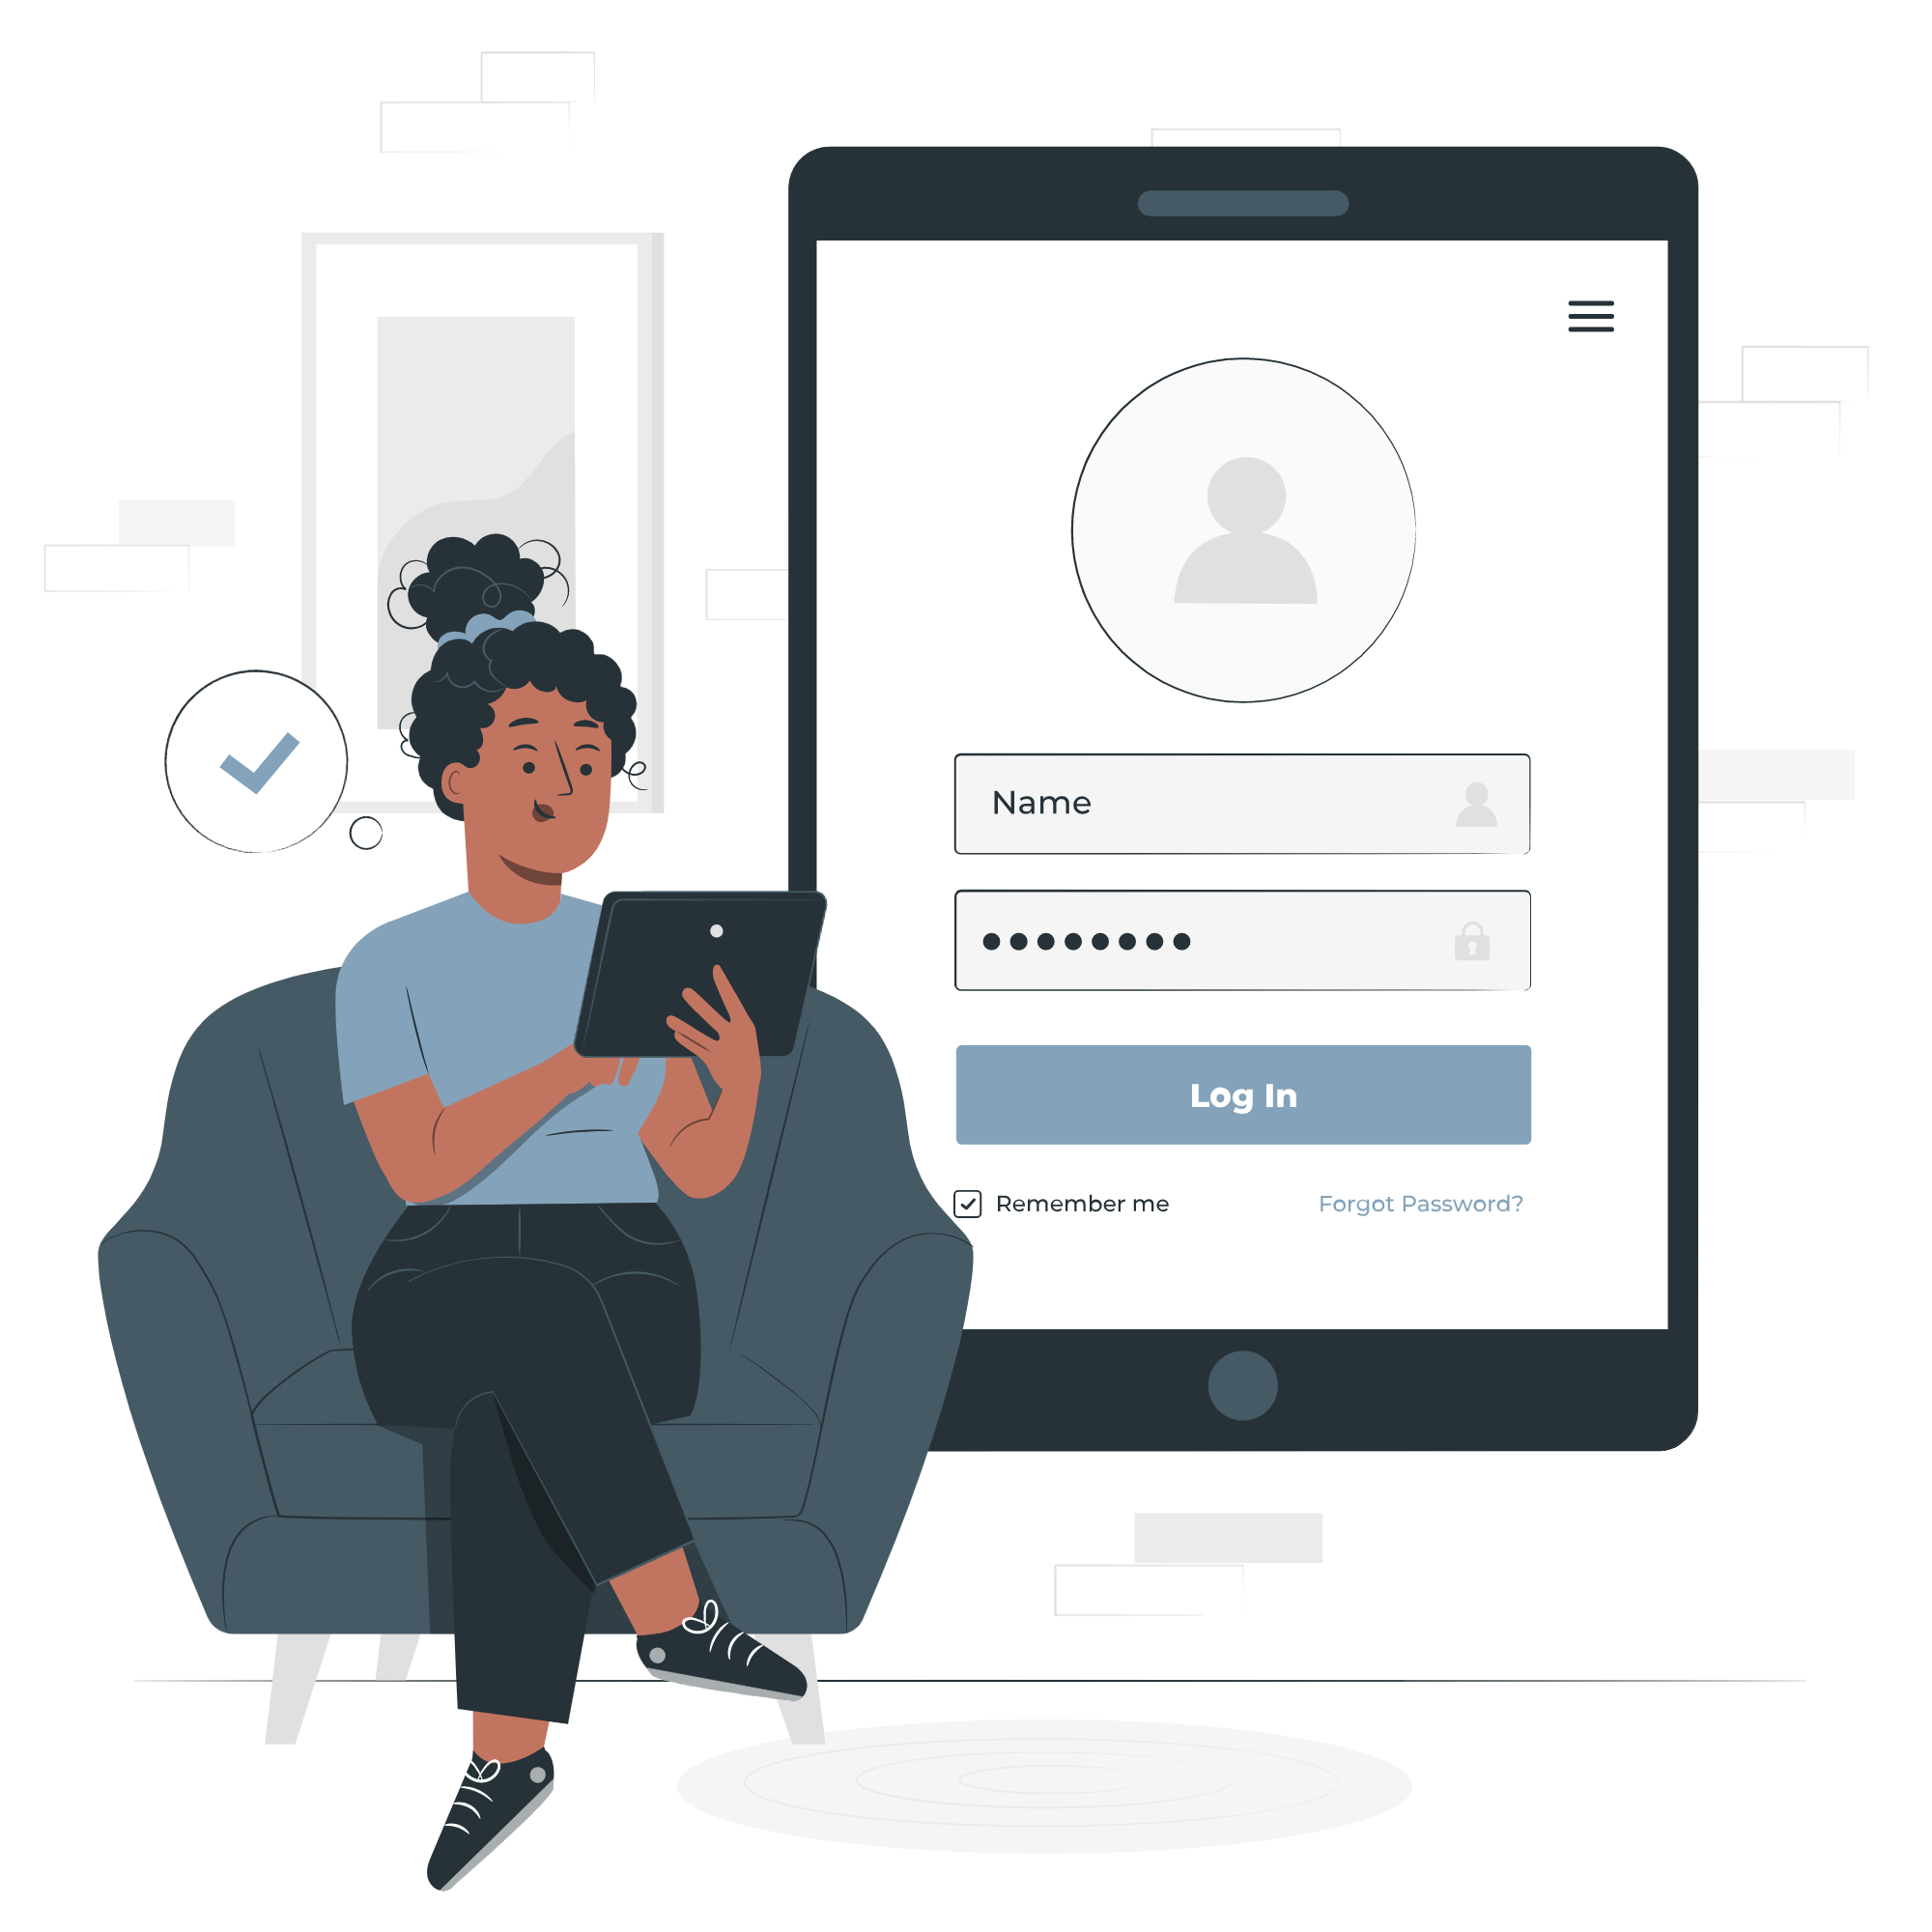 Name
••••••••
Log In
Remember me
Forgot Password?